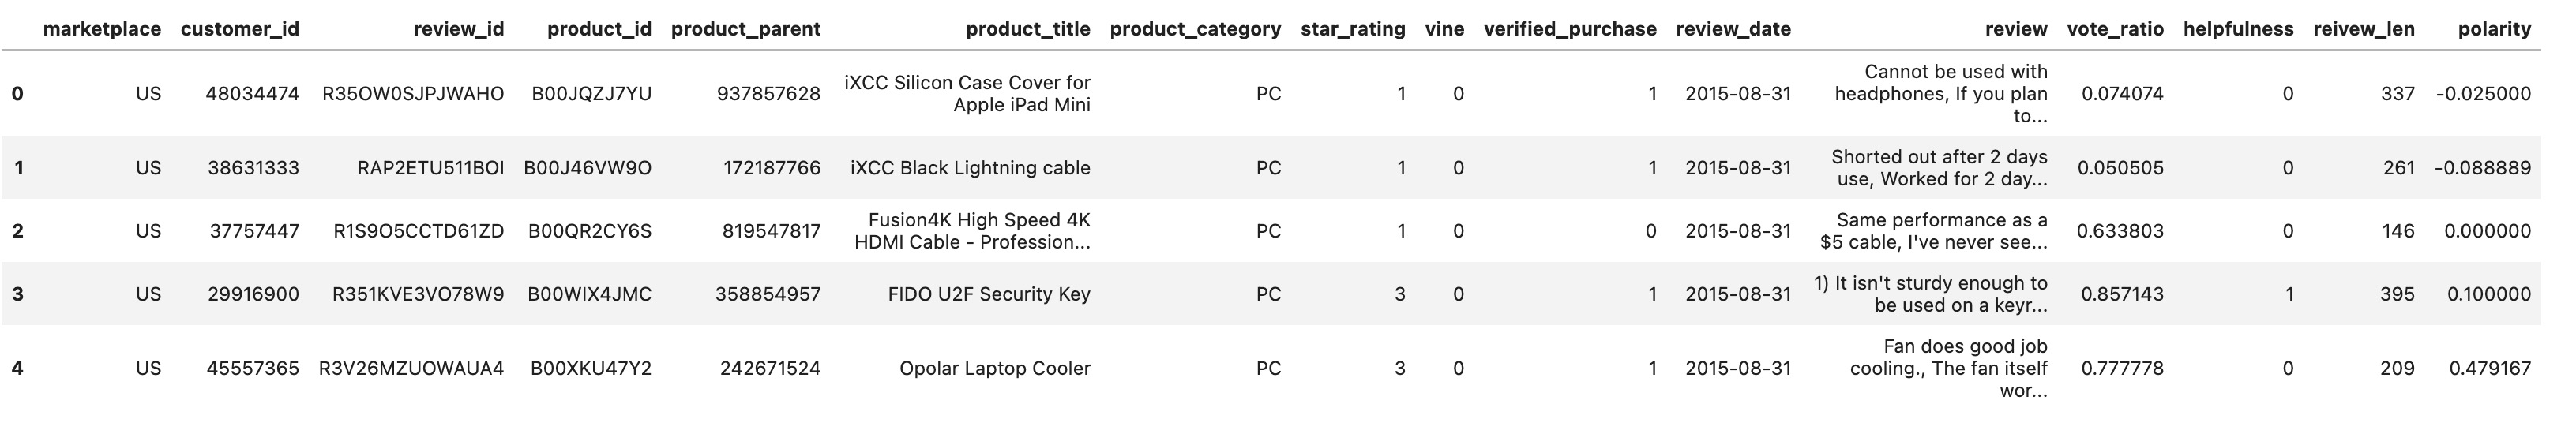 marketplace customer_id review_id product_id product_parent product_title product_category star_rating vine verified_purchase review_date review vote_ratio helpfulness reivew_len polarity
0 US 48034474 R35OW0SJPJWAHO B00JQZJ7YU 937857628 iXCC Silicon Case Cover for Apple iPad Mini PC 1 0 1 2015-08-31 Cannot be used with headphones, If you plan to... 0.074074 0 337 -0.025000
1 US 38631333 RAP2ETU511BOI B00J46VW9O 172187766 iXCC Black Lightning cable PC 1 0 1 2015-08-31 Shorted out after 2 days use, Worked for 2 day... 0.050505 0 261 -0.088889
2 US 37757447 R1S9O5CCTD61ZD B00QR2CY6S 819547817 Fusion4K High Speed 4K HDMI Cable - Profession... PC 1 0 0 2015-08-31 Same performance as a $5 cable, I've never see... 0.633803 0 146 0.000000
3 US 29916900 R351KVE3VO78W9 B00WIX4JMC 358854957 FIDO U2F Security Key PC 3 0 1 2015-08-31 1) It isn't sturdy enough to be used on a keyr... 0.857143 1 395 0.100000
4 US 45557365 R3V26MZUOWAUA4 B00XKU47Y2 242671524 Opolar Laptop Cooler PC 3 0 1 2015-08-31 Fan does good job cooling., The fan itself wor... 0.777778 0 209 0.479167